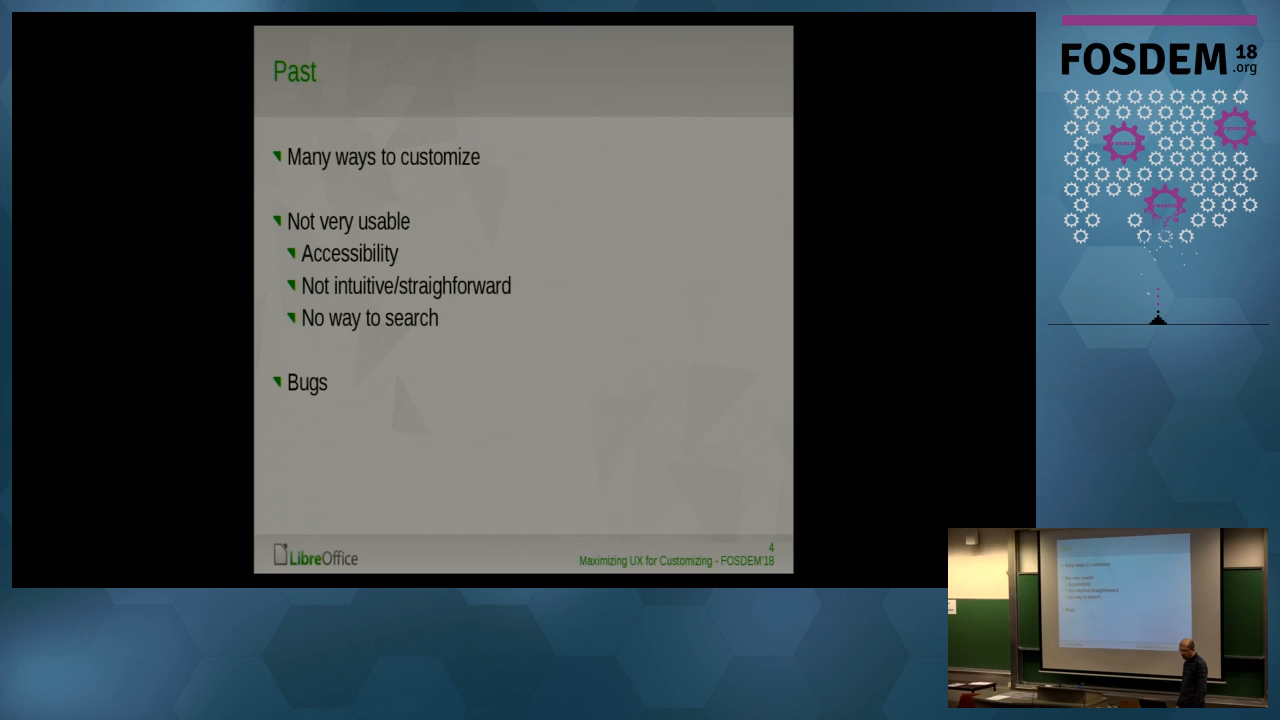 Past
Many ways to customize
Not very usable
Accessibility
Not intuitive/straighforward
No way to search
Bugs
LibreOffice
4
Maximizing UX for Customizing - FOSDEM'18
FOSDEM 18
.org